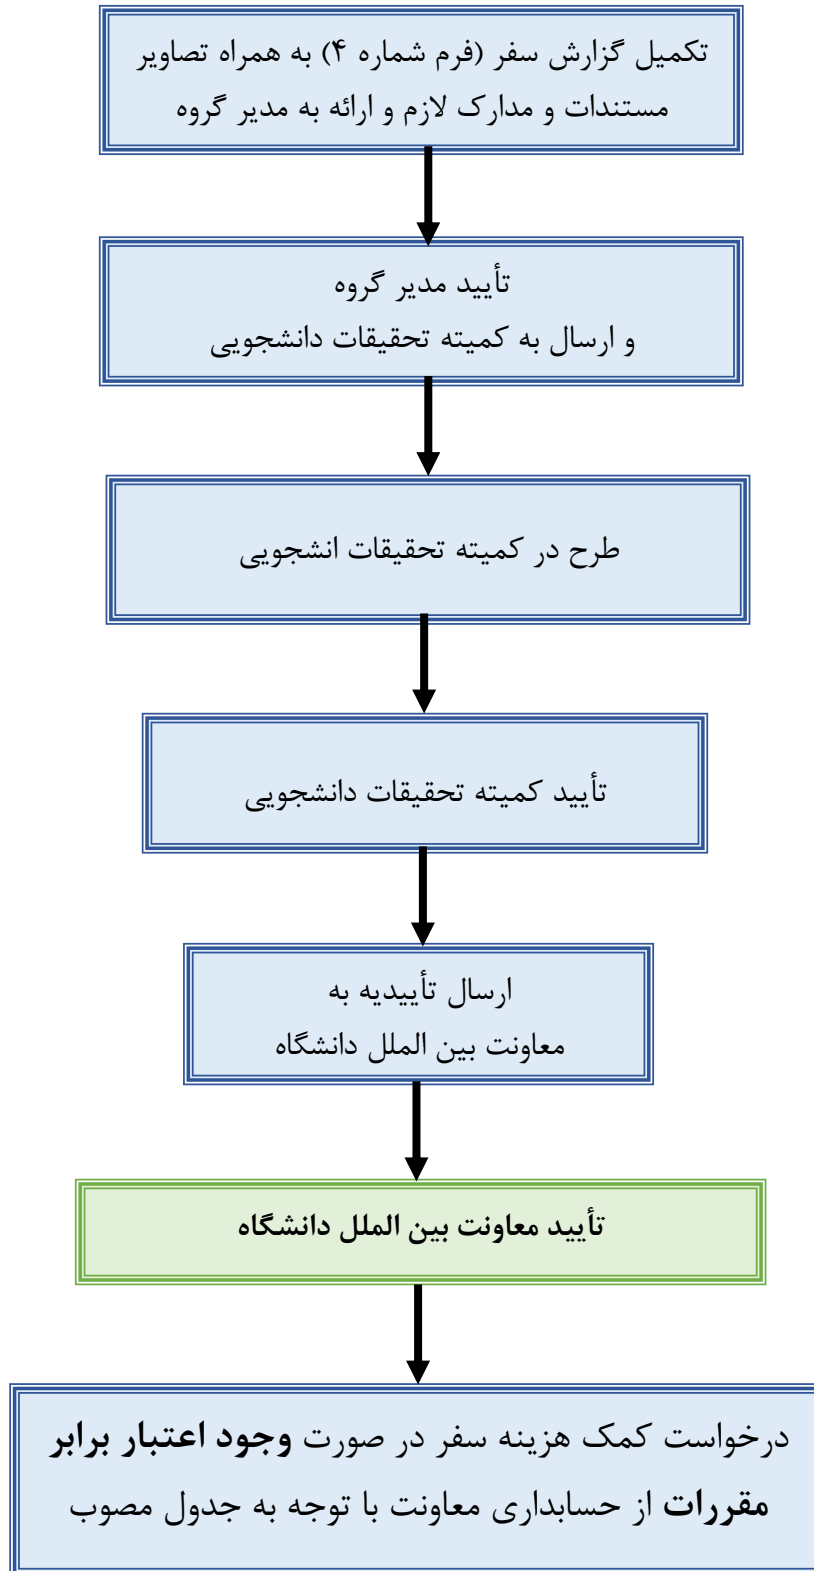 تکمیل گزارش سفر (فرم شماره ۴) به همراه تصاویر
مستندات و مدارک لازم و ارائه به مدیر گروه
تأیید مدیر گروه
و ارسال به کمیته تحقیقات دانشجویی
طرح در کمیته تحقیقات انشجویی
تأیید کمیته تحقیقات دانشجویی
ارسال تأییدیه به
معاونت بین الملل دانشگاه
تأیید معاونت بین الملل دانشگاه
درخواست کمک هزینه سفر در صورت وجود اعتبار برابر
مقررات از حسابداری معاونت با توجه به جدول مصوب